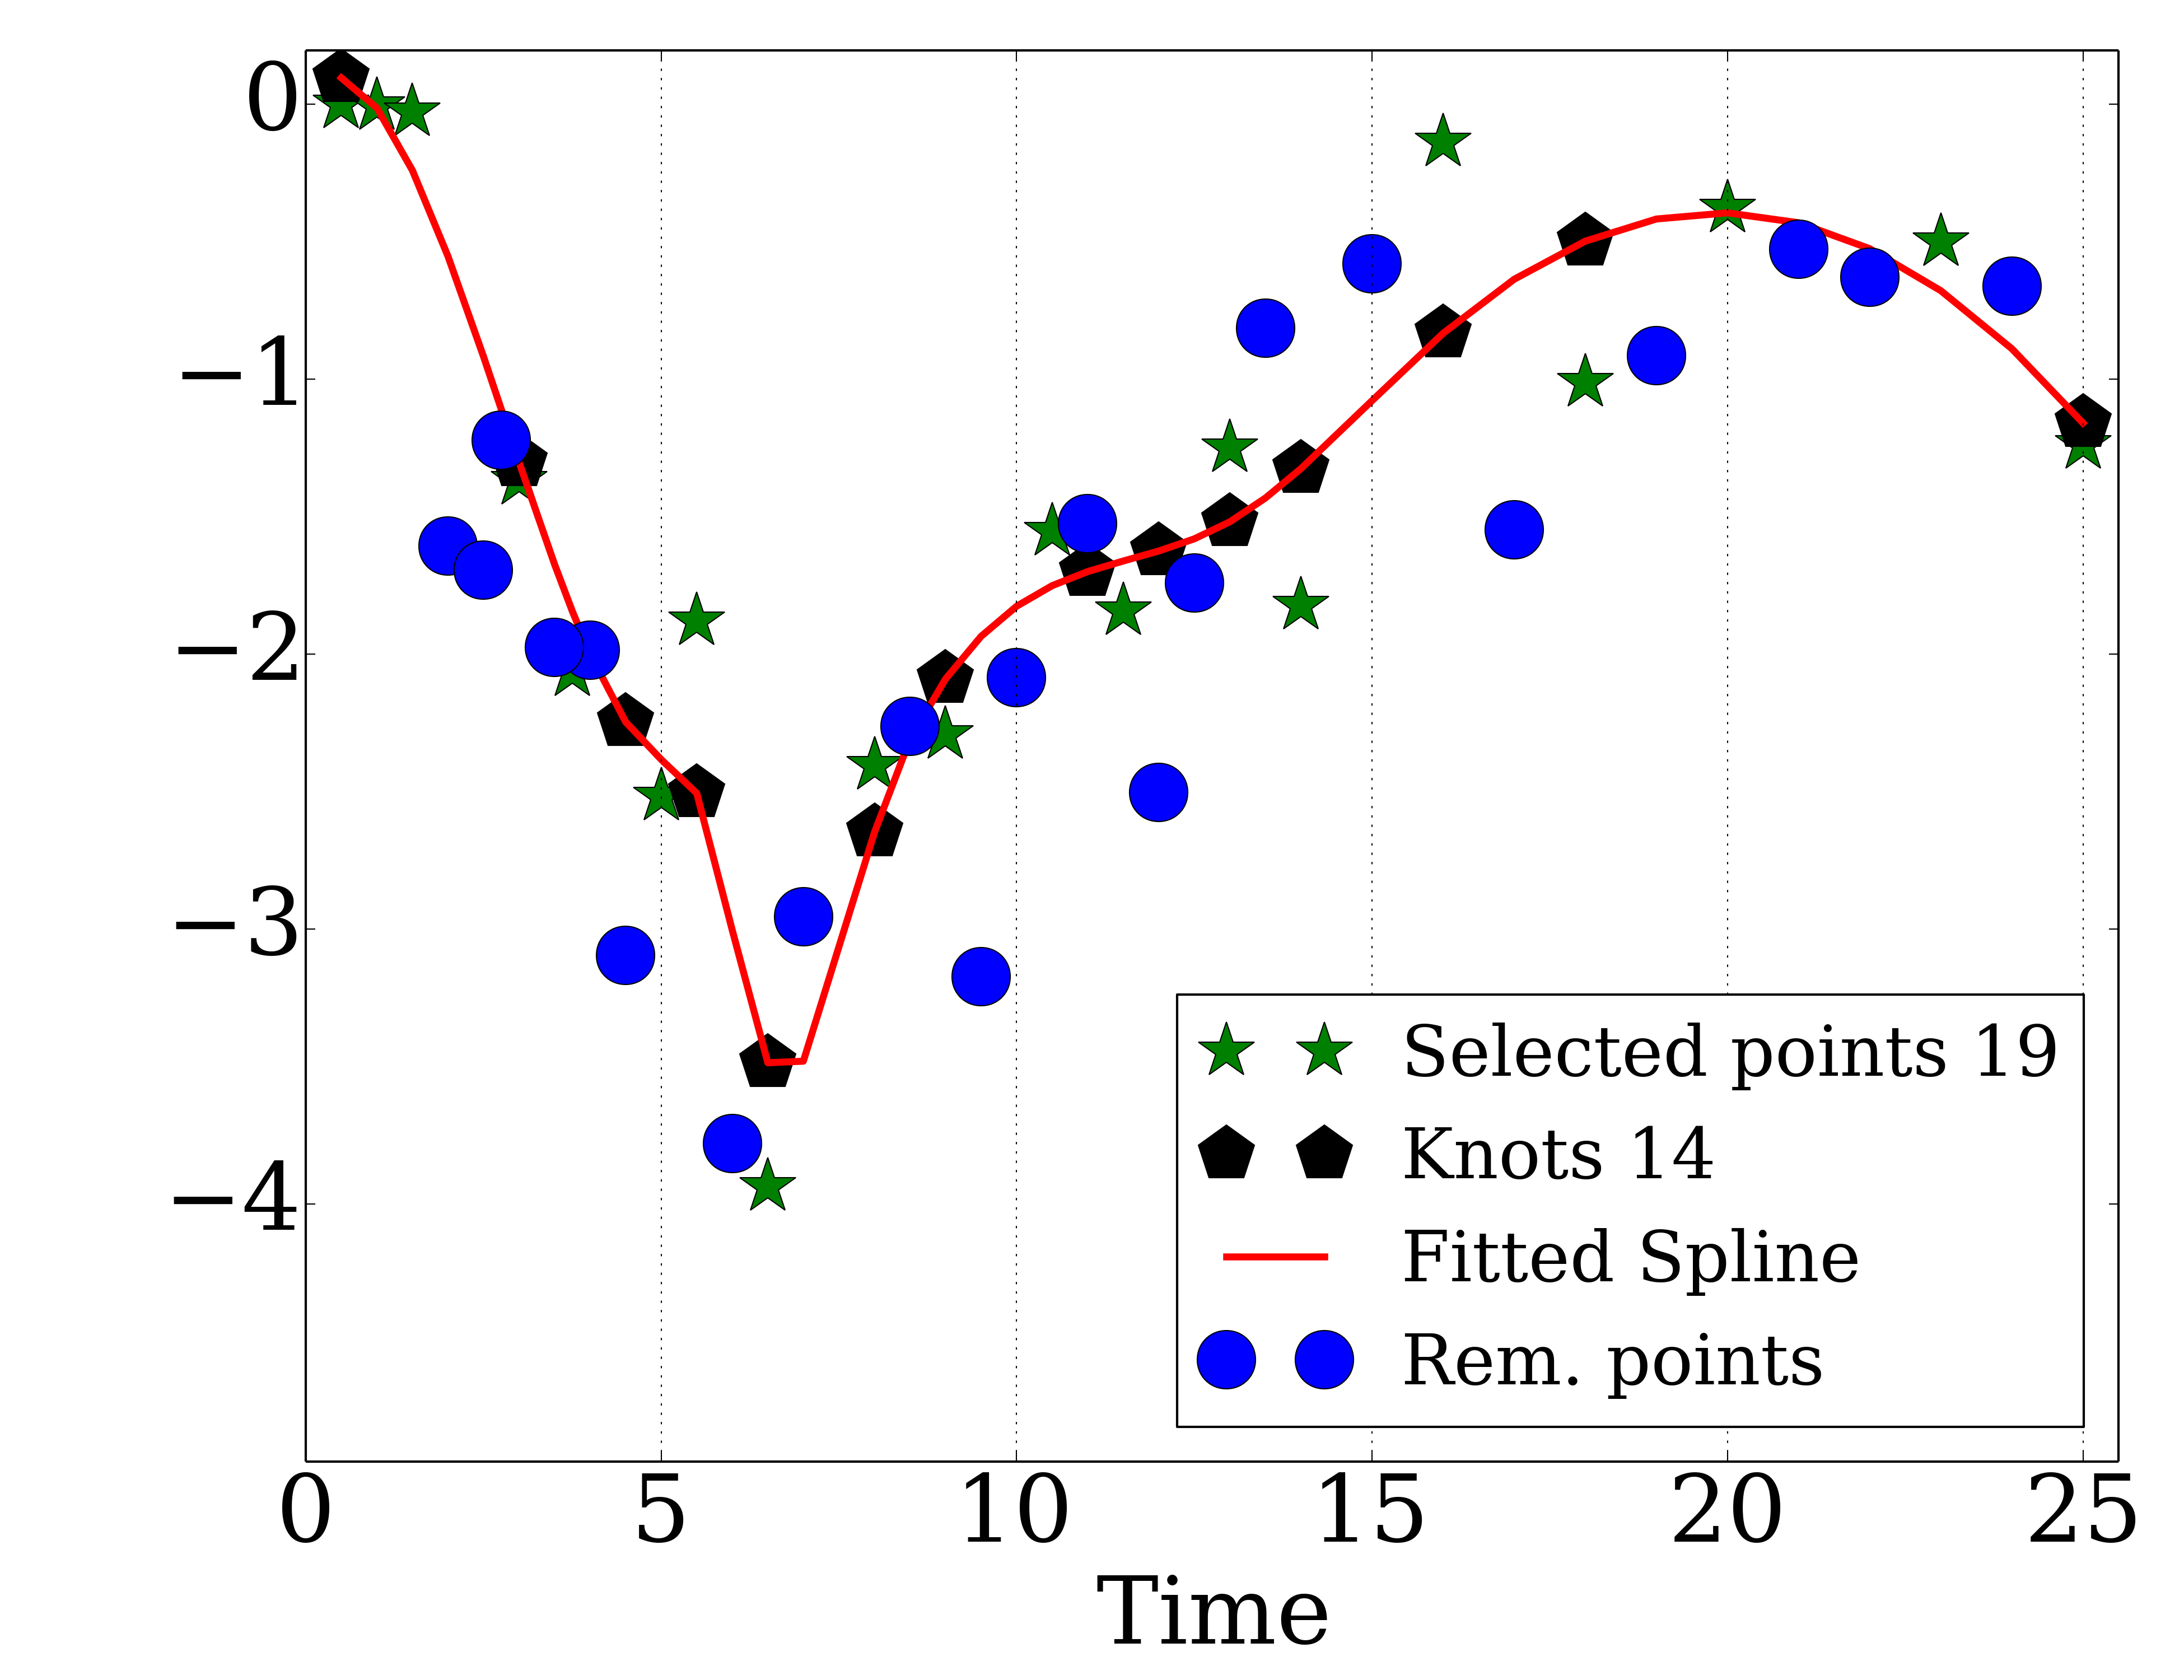 0
−1
−2
−3
−4
Selected points 19
Knots 14
Fitted Spline
Rem. points
0 5 10 15 20 25
Time